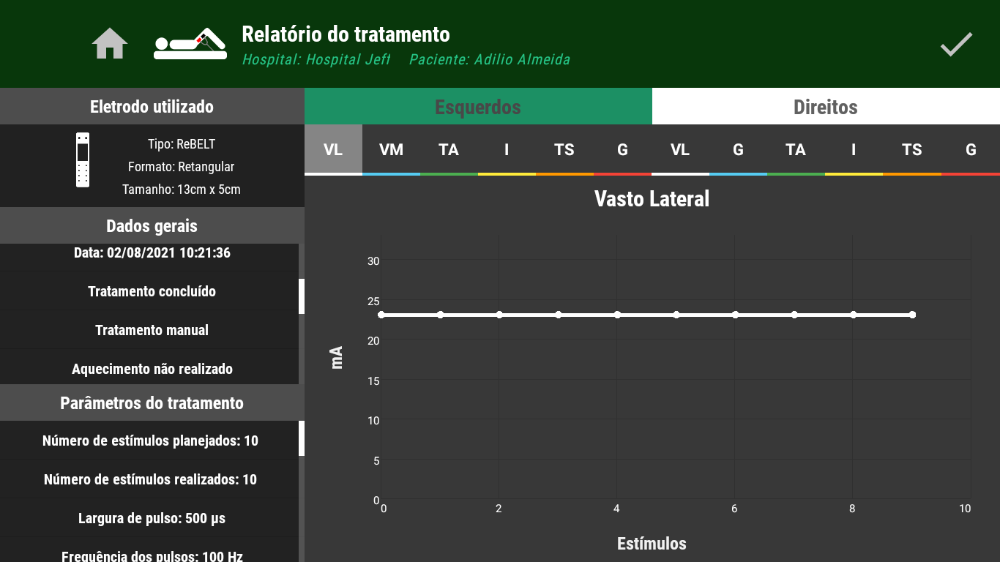 Relatório do tratamento
Hospital: Hospital Jeff Paciente: Adilio Almeida
Eletrodo utilizado
Tipo: ReBELT
Formato: Retangular
Tamanho: 13cm x 5cm
Dados gerais
Data: 02/08/2021 10:21:36
Tratamento concluído
Tratamento manual
Aquecimento não realizado
Parâmetros do tratamento
Número de estímulos planejados: 10
Número de estímulos realizados: 10
Largura de pulso: 500 µs
Frequência dos pulsos: 100 Hz
Esquerdos Direitos
VL VM TA I TS G VL G TA I TS G
Vasto Lateral
mA
30
25
20
15
10
5
0
0 2 4 6 8 10
Estímulos